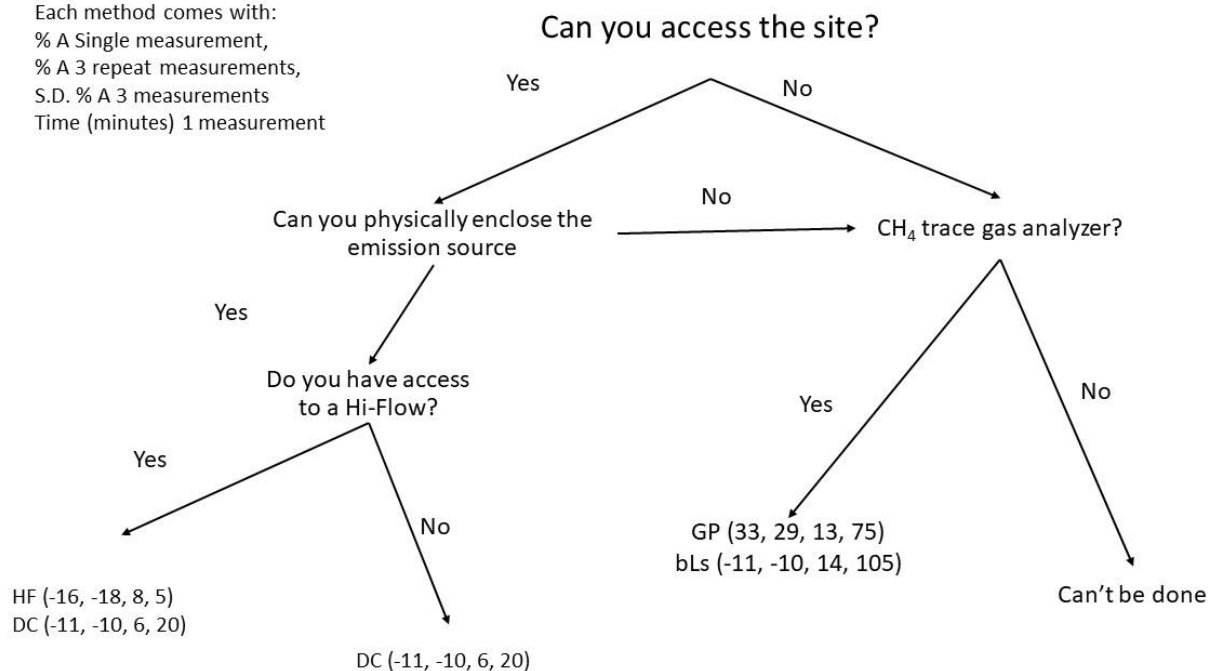 Each method comes with:
% A Single measurement,
% A 3 repeat measurements,
S.D. % A 3 measurements
Time (minutes) 1 measurement
Can you access the site?
Yes
No
Can you physically enclose the
emission source
No
CH₄ trace gas analyzer?
Yes
Do you have access
to a Hi-Flow?
Yes
No
Yes
No
HF (-16, -18, 8, 5)
DC (-11, -10, 6, 20)
DC (-11, -10, 6, 20)
GP (33, 29, 13, 75)
bLs (-11, -10, 14, 105)
Can’t be done